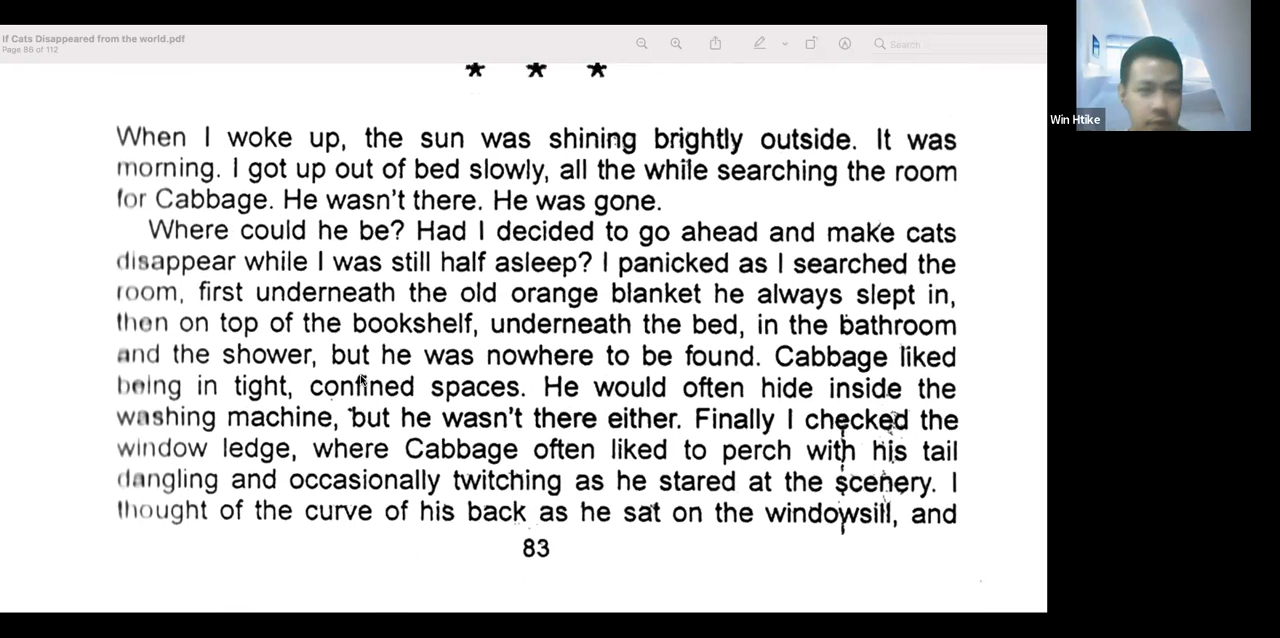 If Cats Disappeared from the world.pdf
Page 86 of 112
Search
* * *
When I woke up, the sun was shining brightly outside. It was
morning. I got up out of bed slowly, all the while searching the room
for Cabbage. He wasn't there. He was gone.
Where could he be? Had I decided to go ahead and make cats
disappear while I was still half asleep? I panicked as I searched the
room, first underneath the old orange blanket he always slept in,
then on top of the bookshelf, underneath the bed, in the bathroom
and the shower, but he was nowhere to be found. Cabbage liked
being in tight, confined spaces. He would often hide inside the
washing machine, but he wasn't there either. Finally I checked the
window ledge, where Cabbage often liked to perch with his tail
dangling and occasionally twitching as he stared at the scenery. I
thought of the curve of his back as he sat on the windowsill, and
83
Win Htike